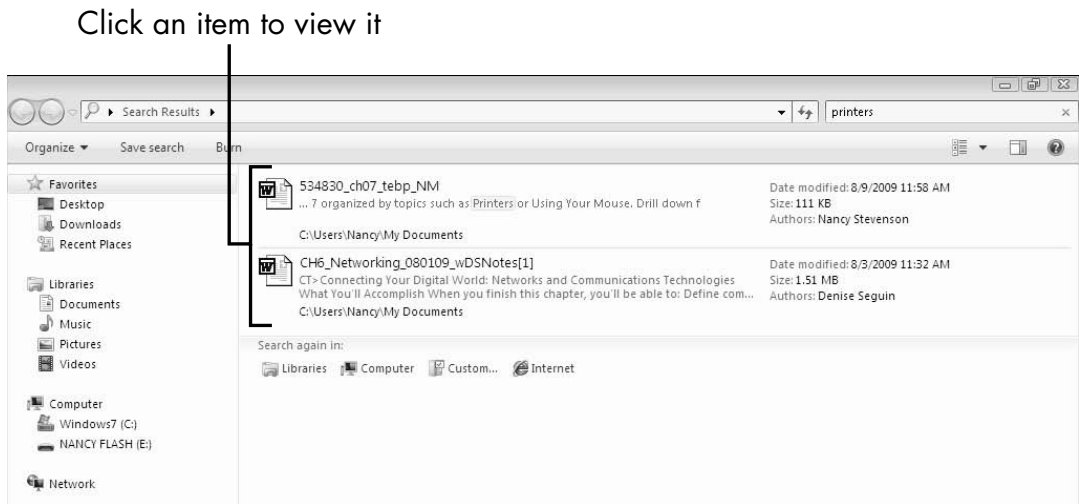 Click an item to view it
Search Results
printers
Organize Save search Burn
Favorites
Desktop
Downloads
Recent Places
Libraries
Documents
Music
Pictures
Videos
Computer
Windows7 (C:)
NANCY FLASH (E:)
Network
534830_ch07_tebp_NM
... 7 organized by topics such as Printers or Using Your Mouse. Drill down f
C:\Users\Nancy\My Documents
Date modified: 8/9/2009 11:58 AM
Size: 111 KB
Authors: Nancy Stevenson
CH6_Networking_080109_wDSNotes[1]
CT> Connecting Your Digital World: Networks and Communications Technologies
What You'll Accomplish When you finish this chapter, you'll be able to: Define com...
C:\Users\Nancy\My Documents
Date modified: 8/3/2009 11:32 AM
Size: 1.51 MB
Authors: Denise Seguin
Search again in:
Libraries Computer Custom... Internet